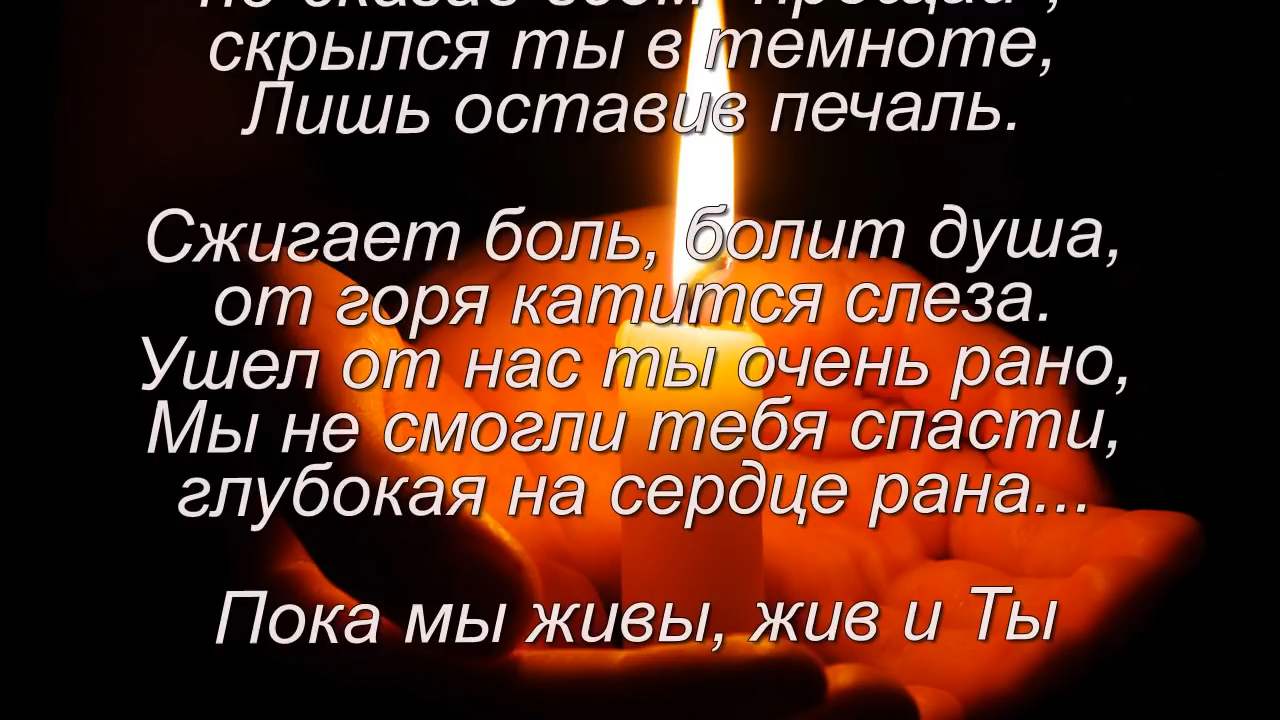 скрылся ты в темноте,
Лишь оставив печаль.
Сжигает боль, болит душа,
от горя катится слеза.
Ушел от нас ты очень рано,
Мы не смогли тебя спасти,
глубокая на сердце рана...
Пока мы живы, жив и Ты